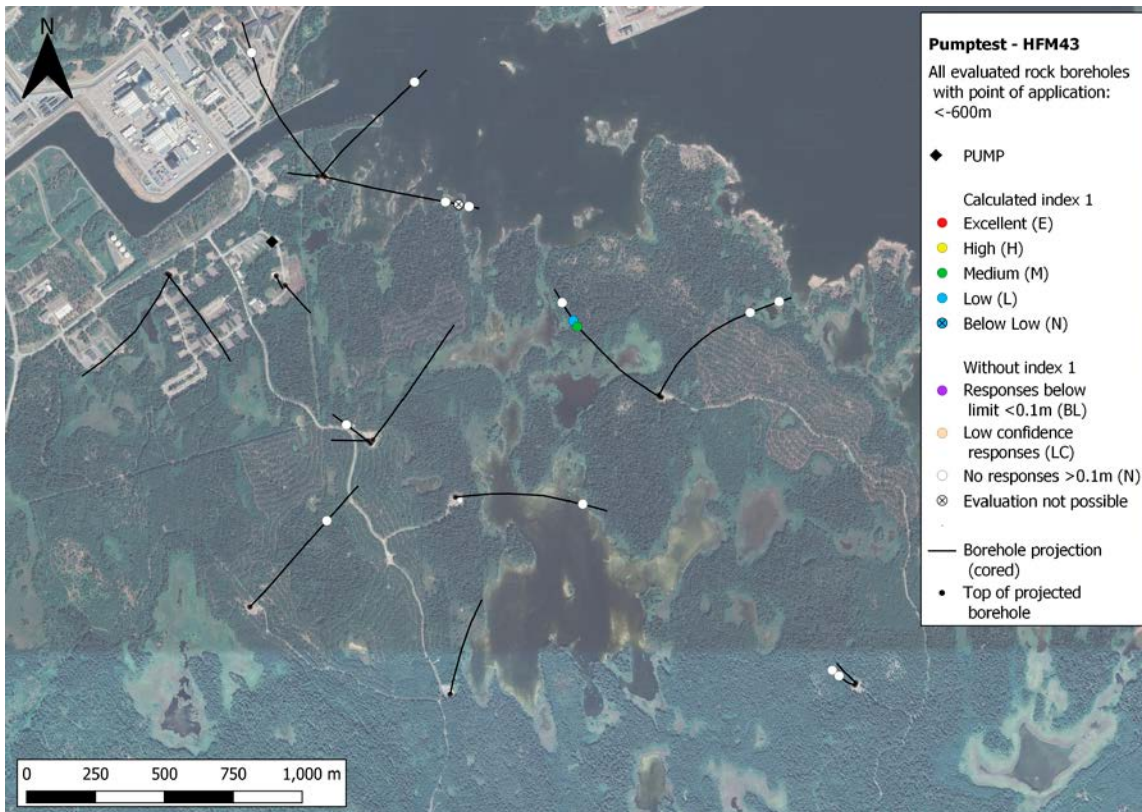 N
Pumptest - HFM43
All evaluated rock boreholes
with point of application:
<-600m
PUMP
Calculated index 1
Excellent (E)
High (H)
Medium (M)
Low (L)
Below Low (N)
Without index 1
Responses below
limit <0.1m (BL)
Low confidence
responses (LC)
No responses >0.1m (N)
Evaluation not possible
Borehole projection
(cored)
Top of projected
borehole
0 250 500 750 1,000 m